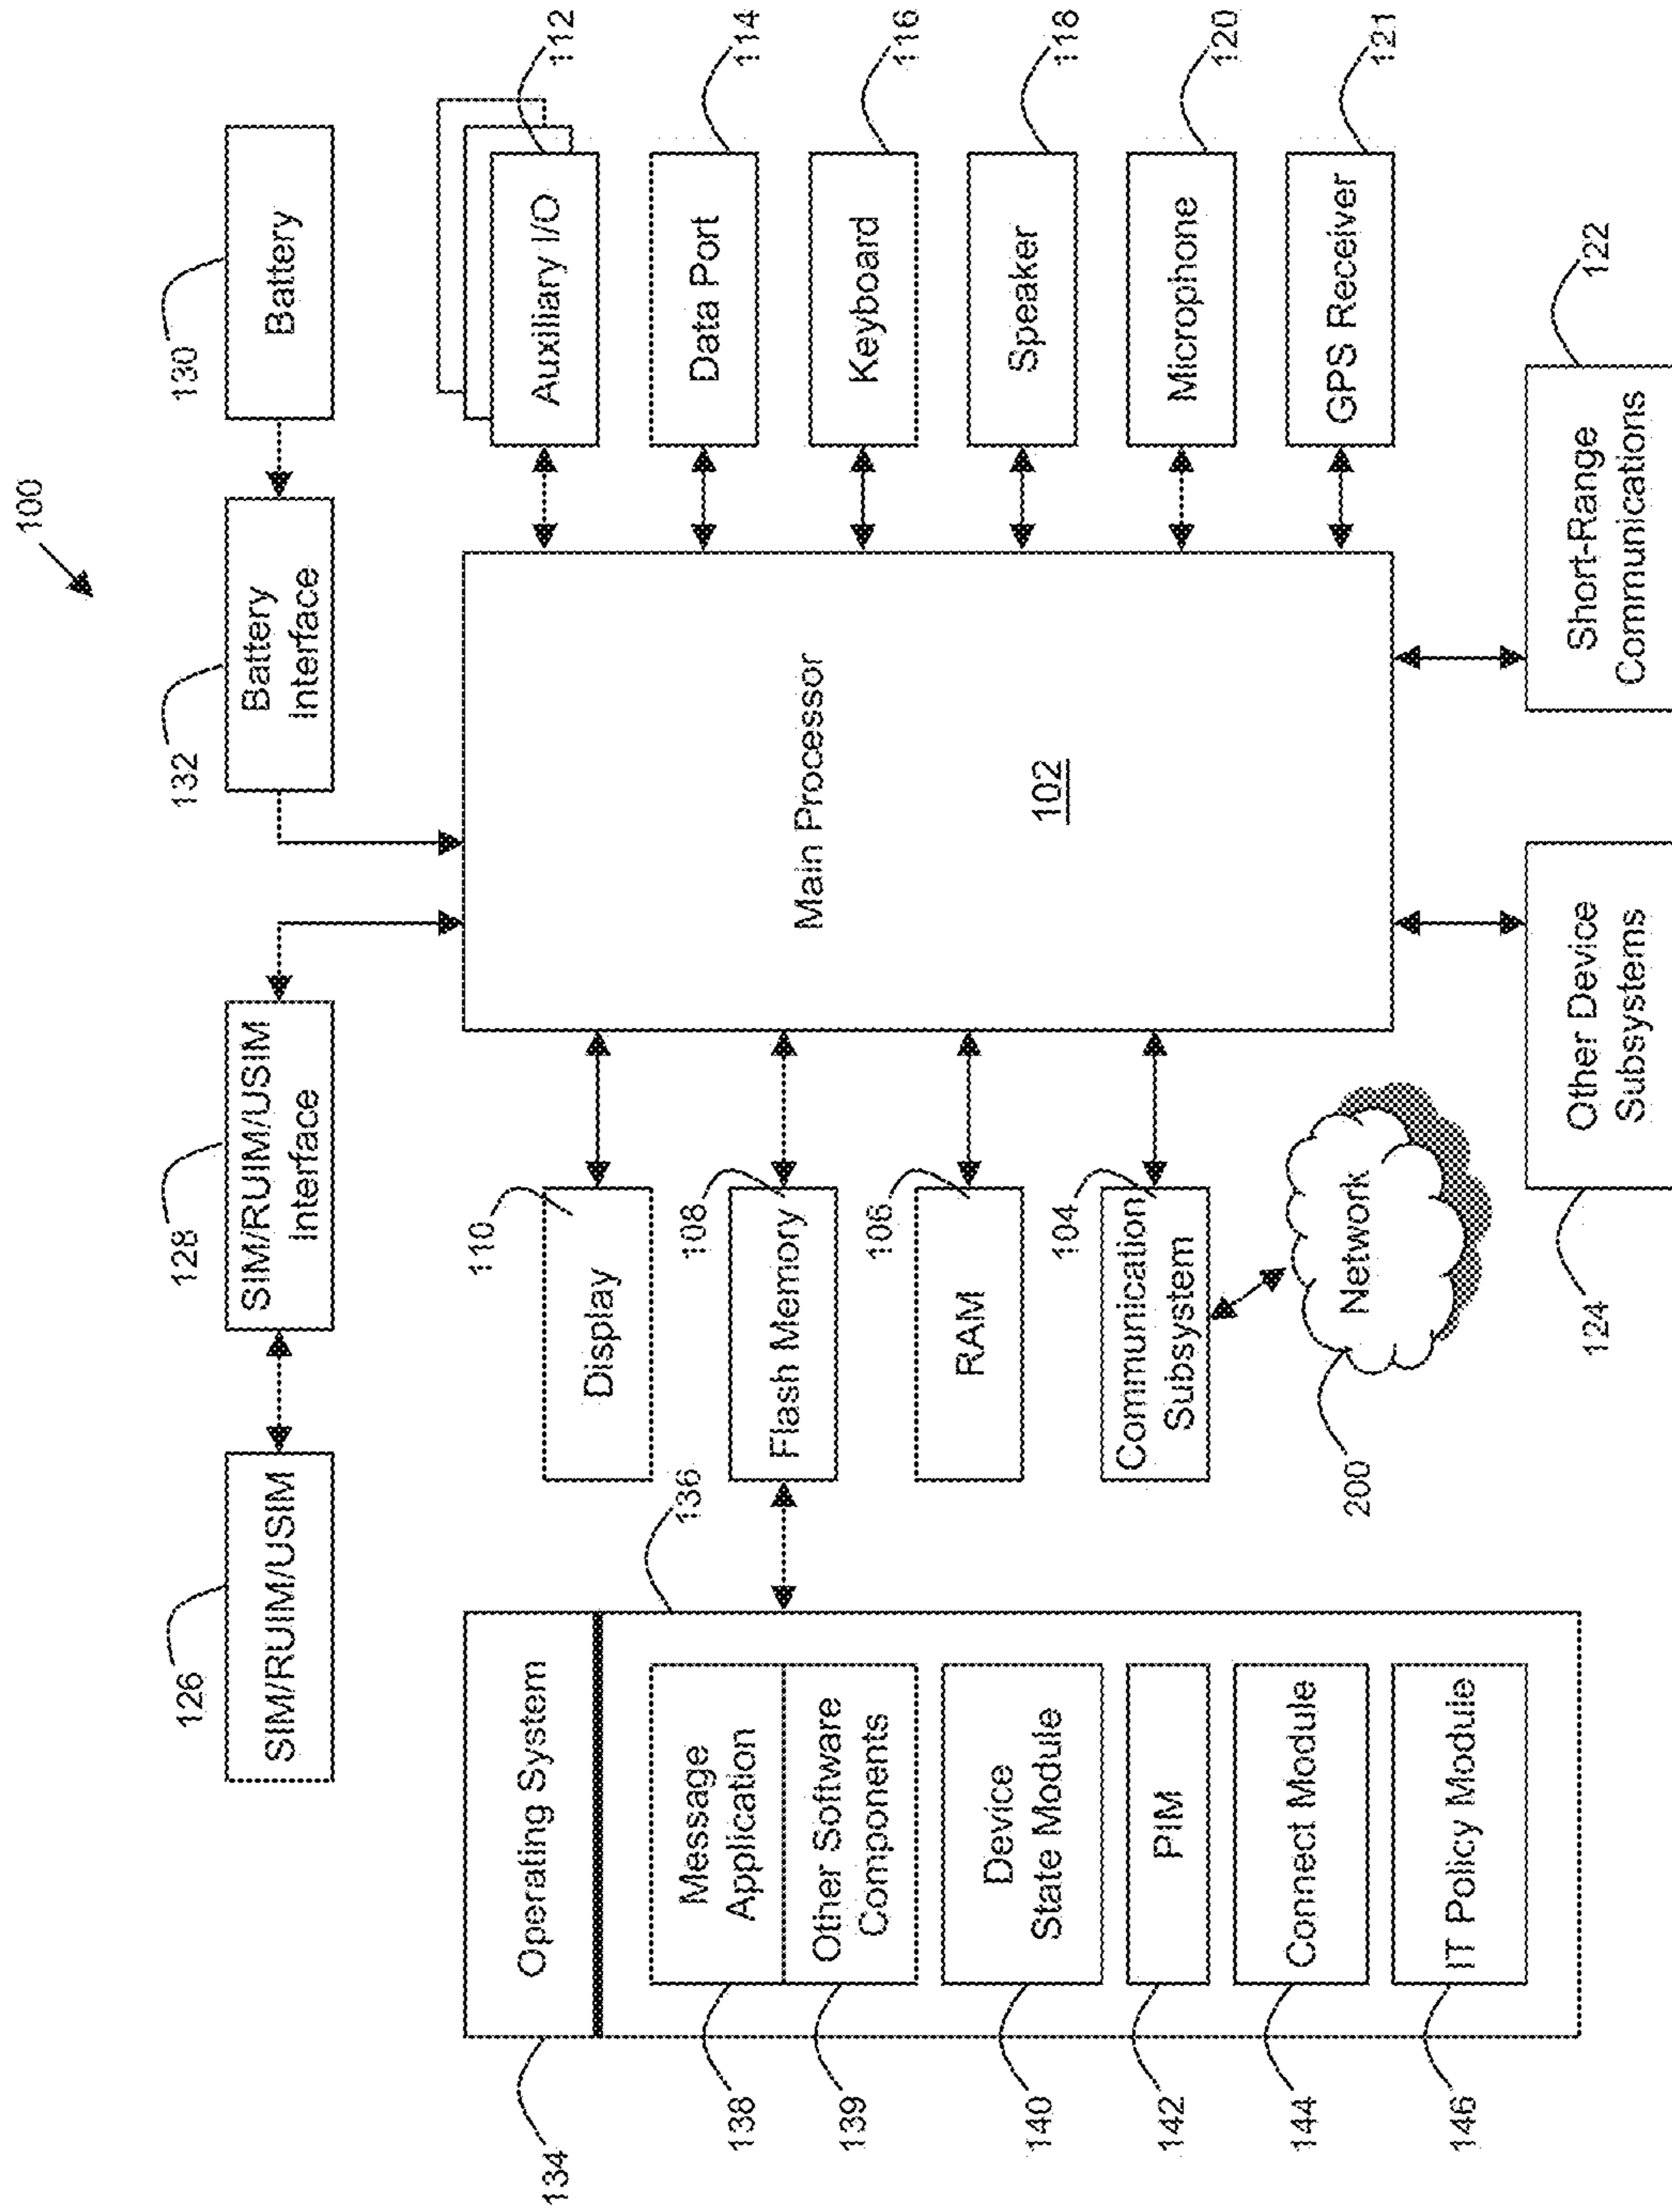 100
126
SIM/RUIM/USIM
128
SIM/RUIM/USIM
Interface
132
Battery
Interface
130
Battery
134
Operating System
136
138
Message
Application
139
Other Software
Components
140
Device
State Module
142
PIM
144
Connect Module
146
IT Policy Module
110
Display
108
Flash Memory
106
RAM
104
Communication
Subsystem
200
Network
Main Processor
102
Auxiliary I/O
112
Data Port
114
Keyboard
116
Speaker
118
Microphone
120
GPS Receiver
121
124
Other Device
Subsystems
Short-Range
Communications
122